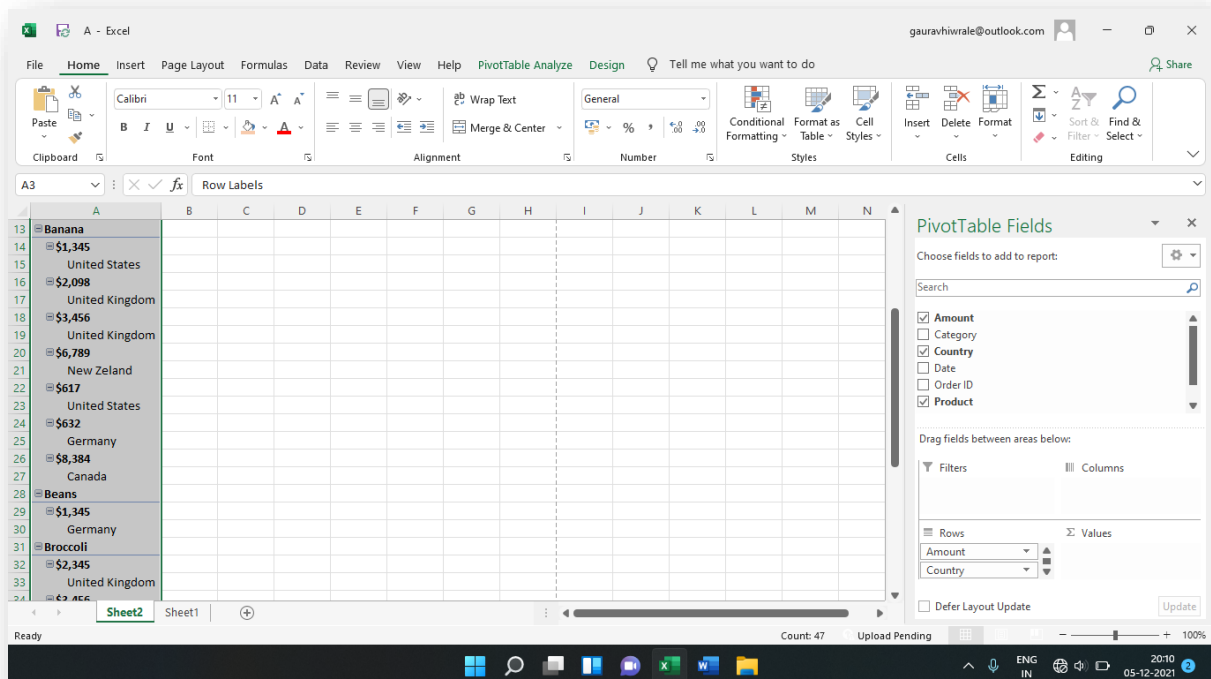 A - Excel
gauravhiwrale@outlook.com
File Home Insert Page Layout Formulas Data Review View Help PivotTable Analyze Design Tell me what you want to do Share
Paste
Clipboard
Calibri 11
B I U
Font
Wrap Text
Merge & Center
Alignment
General
Number
Conditional Formatting
Format as Table
Cell Styles
Styles
Insert Delete Format
Cells
Sort & Filter
Find & Select
Editing
A3 fx Row Labels
A B C D E F G H I J K L M N
13 Banana
14 $1,345
15 United States
16 $2,098
17 United Kingdom
18 $3,456
19 United Kingdom
20 $6,789
21 New Zeland
22 $617
23 United States
24 $632
25 Germany
26 $8,384
27 Canada
28 Beans
29 $1,345
30 Germany
31 Broccoli
32 $2,345
33 United Kingdom
34 $3,456
PivotTable Fields
Choose fields to add to report:
Search
Amount
Category
Country
Date
Order ID
Product
Drag fields between areas below:
Filters
Columns
Rows
Values
Amount
Country
Defer Layout Update
Update
Sheet2 Sheet1
Ready
Count: 47
Upload Pending
100%
ENG
IN
20:10
05-12-2021
2